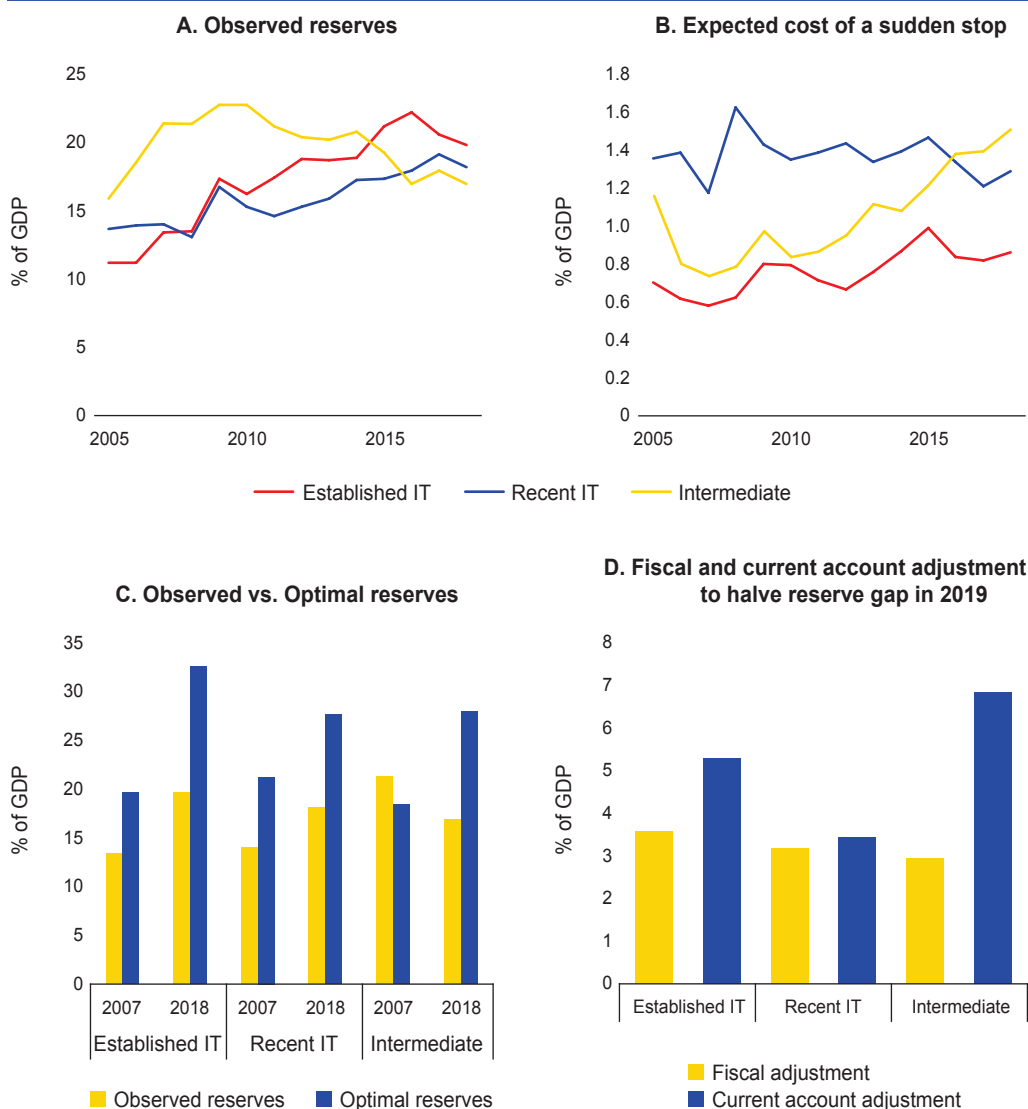 A. Observed reserves
% of GDP
25
20
15
10
5
0
2005 2010 2015
B. Expected cost of a sudden stop
% of GDP
1.8
1.6
1.4
1.2
1.0
0.8
0.6
0.4
0.2
0
2005 2010 2015
Established IT Recent IT Intermediate
C. Observed vs. Optimal reserves
% of GDP
35
30
25
20
15
10
5
0
2007 2018 2007 2018 2007 2018
Established IT Recent IT Intermediate
Observed reserves Optimal reserves
D. Fiscal and current account adjustment
to halve reserve gap in 2019
% of GDP
8
7
6
5
4
3
2
1
0
Established IT Recent IT Intermediate
Fiscal adjustment
Current account adjustment